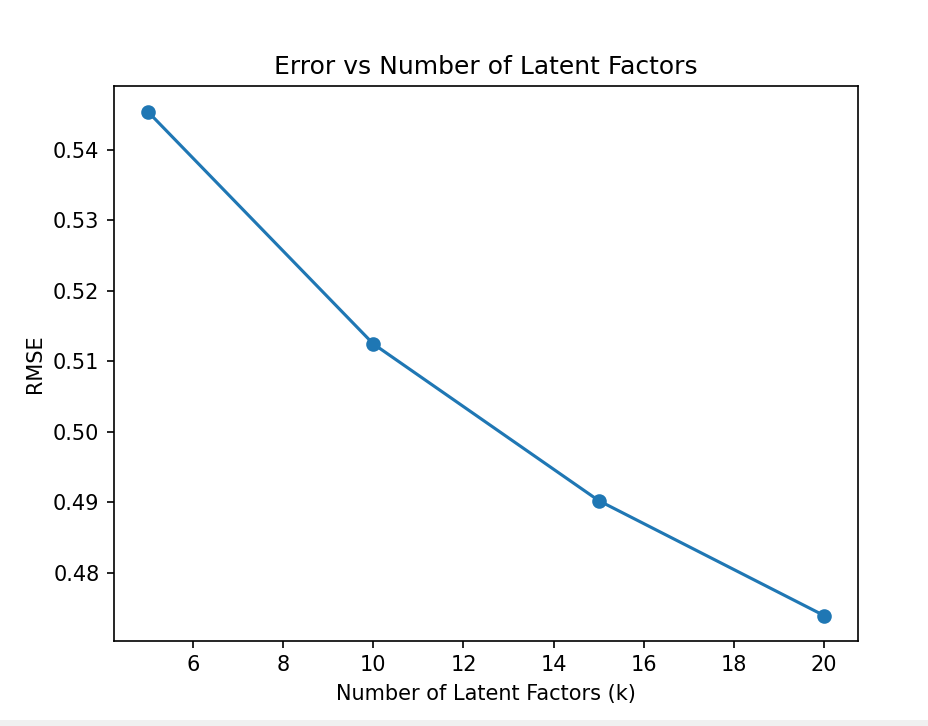 Error vs Number of Latent Factors
0.54
0.53
0.52
0.51
0.50
0.49
0.48
RMSE
6 8 10 12 14 16 18 20
Number of Latent Factors (k)